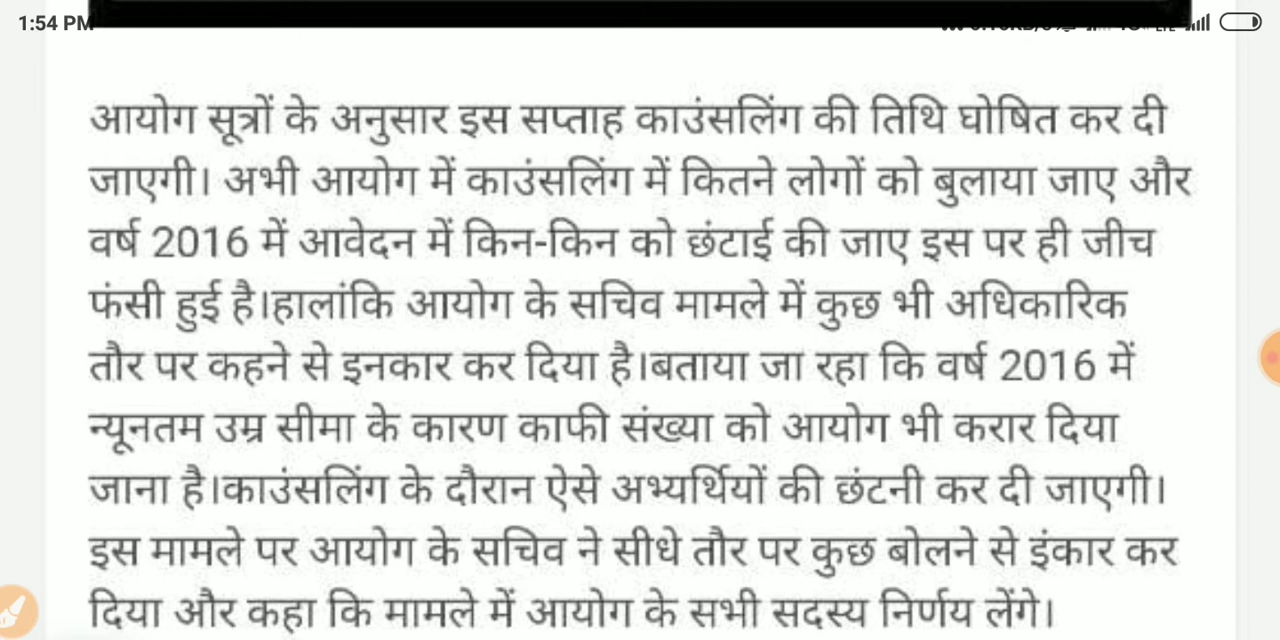 1:54 PM
आयोग सूत्रों के अनुसार इस सप्ताह काउंसलिंग की तिथि घोषित कर दी
जाएगी। अभी आयोग में काउंसलिंग में कितने लोगों को बुलाया जाए और
वर्ष 2016 में आवेदन में किन-किन को छंटाई की जाए इस पर ही जीच
फंसी हुई है।हालांकि आयोग के सचिव मामले में कुछ भी अधिकारिक
तौर पर कहने से इनकार कर दिया है।बताया जा रहा कि वर्ष 2016 में
न्यूनतम उम्र सीमा के कारण काफी संख्या को आयोग भी करार दिया
जाना है।काउंसलिंग के दौरान ऐसे अभ्यर्थियों की छंटनी कर दी जाएगी।
इस मामले पर आयोग के सचिव ने सीधे तौर पर कुछ बोलने से इंकार कर
दिया और कहा कि मामले में आयोग के सभी सदस्य निर्णय लेंगे।